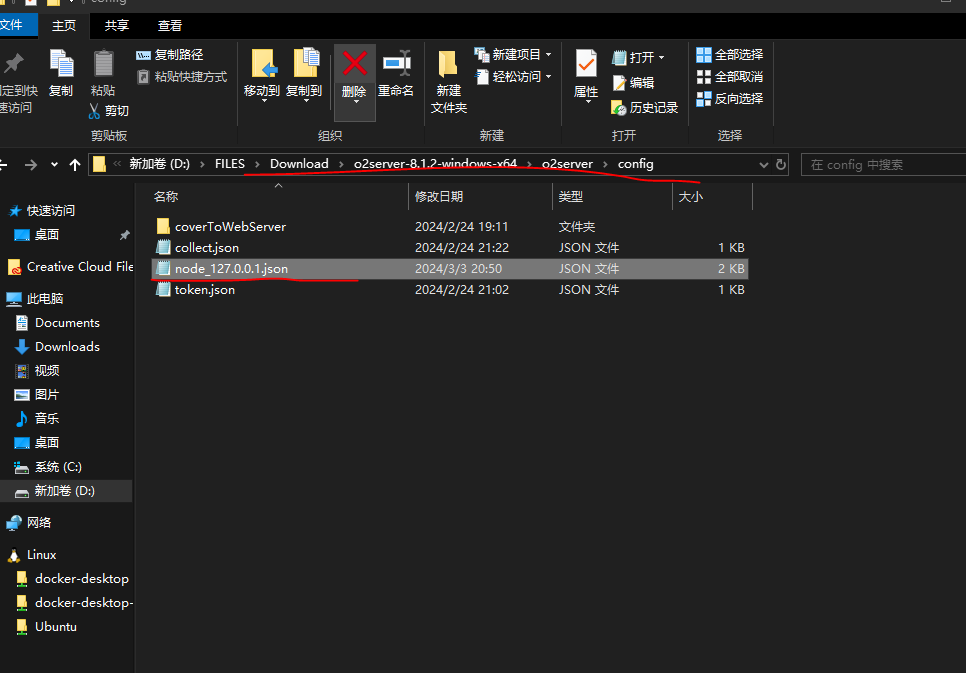 config
文件 主页 共享 查看
复制路径
粘贴快捷方式
复制 粘贴
剪切
剪贴板
移动到 复制到 删除 重命名
组织
新建项目
轻松访问
新建
文件夹
新建
属性
打开
编辑
历史记录
打开
全部选择
全部取消
反向选择
选择
新加卷 (D:) FILES Download o2server-8.1.2-windows-x64 o2server config
在 config 中搜索
名称 修改日期 类型 大小
coverToWebServer 2024/2/24 19:11 文件夹
collect.json 2024/2/24 21:22 JSON 文件 1 KB
node_127.0.0.1.json 2024/3/3 20:50 JSON 文件 2 KB
token.json 2024/2/24 21:02 JSON 文件 1 KB
快速访问
桌面
Creative Cloud File
此电脑
Documents
Downloads
视频
图片
音乐
桌面
系统 (C:)
新加卷 (D:)
网络
Linux
docker-desktop
docker-desktop-
Ubuntu